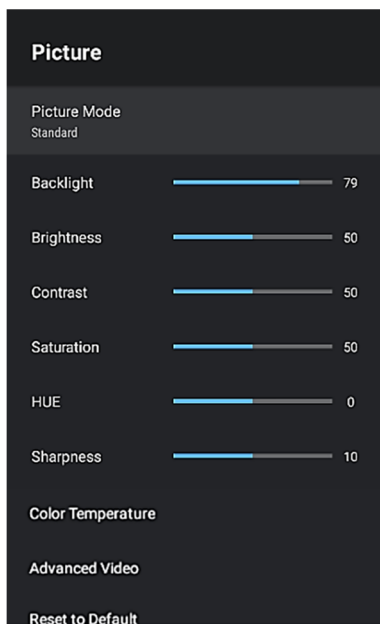 Picture
Picture Mode
Standard
Backlight 79
Brightness 50
Contrast 50
Saturation 50
HUE 0
Sharpness 10
Color Temperature
Advanced Video
Reset to Default